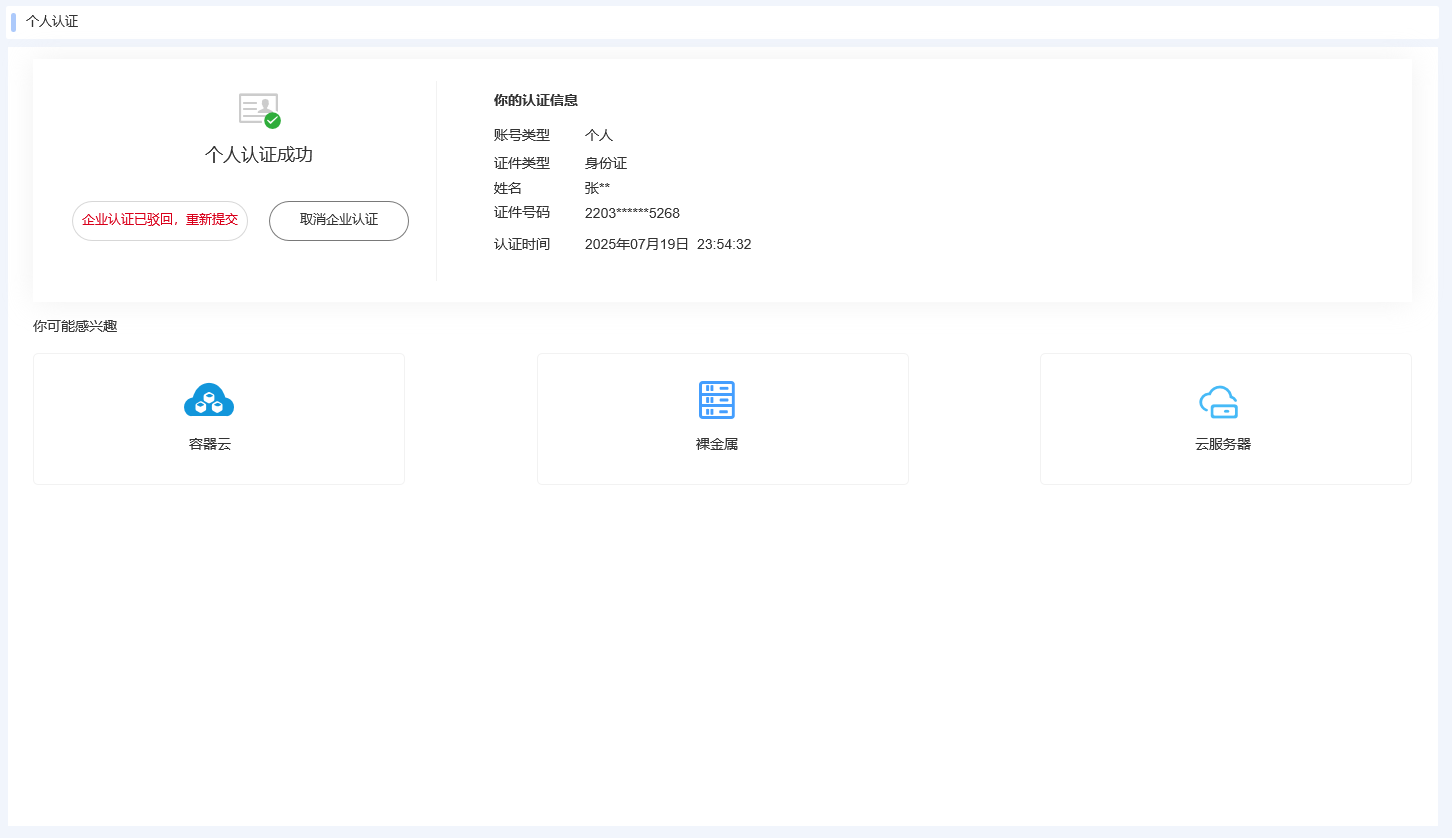 个人认证
个人认证成功
企业认证已驳回，重新提交
取消企业认证
你的认证信息
账号类型 个人
证件类型 身份证
姓名 张**
证件号码 2203******5268
认证时间 2025年07月19日 23:54:32
你可能感兴趣
容器云
裸金属
云服务器